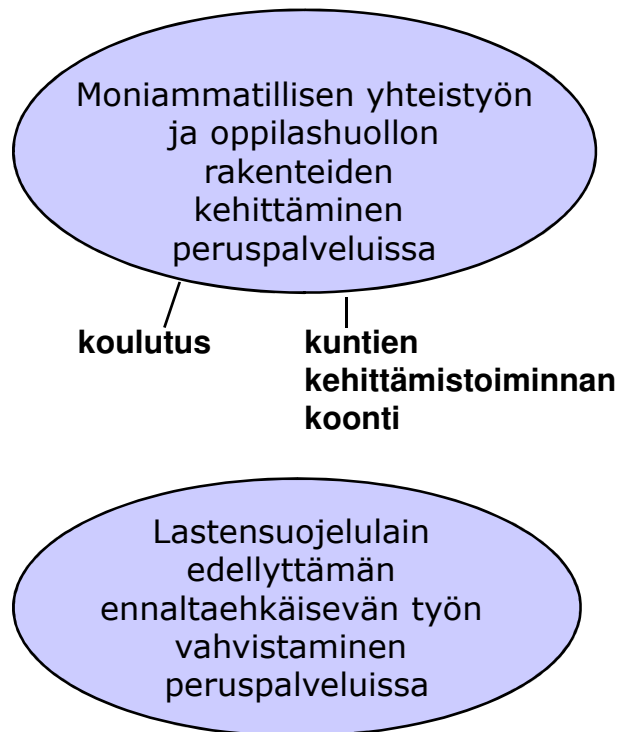 Moniammatillisen yhteistyön
ja oppilashuollon
rakenteiden
kehittäminen
peruspalveluissa
koulutus
kuntien
kehittämistoiminnan
koonti
Lastensuojelulain
edellyttämän
ennaltaehkäisevän työn
vahvistaminen
peruspalveluissa